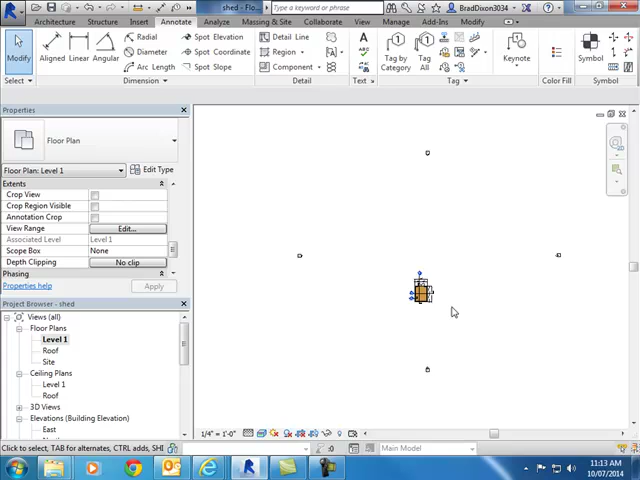 shed - Flo...
BradDixon3034
Architecture Structure Insert Annotate Analyze Massing & Site Collaborate View Manage Add-Ins Modify
Modify
Aligned Linear Angular
Radial
Diameter
Arc Length
Spot Elevation
Spot Coordinate
Spot Slope
Detail Line
Region
Component
A
Tag by Category
Tag All
Keynote
Symbol
Select Dimension Detail Text Tag Color Fill Symbol
Properties
Floor Plan
Floor Plan: Level 1
Edit Type
Extents
Crop View
Crop Region Visible
Annotation Crop
View Range Edit...
Associated Level Level 1
Scope Box None
Depth Clipping No clip
Phasing
Properties help
Apply
Project Browser - shed
Views (all)
Floor Plans
Level 1
Roof
Site
Ceiling Plans
Level 1
Roof
3D Views
Elevations (Building Elevation)
East
1/4" = 1'-0"
Click to select, TAB for alternates, CTRL adds, SHI
:0
Main Model
11:13 AM
10/07/2014